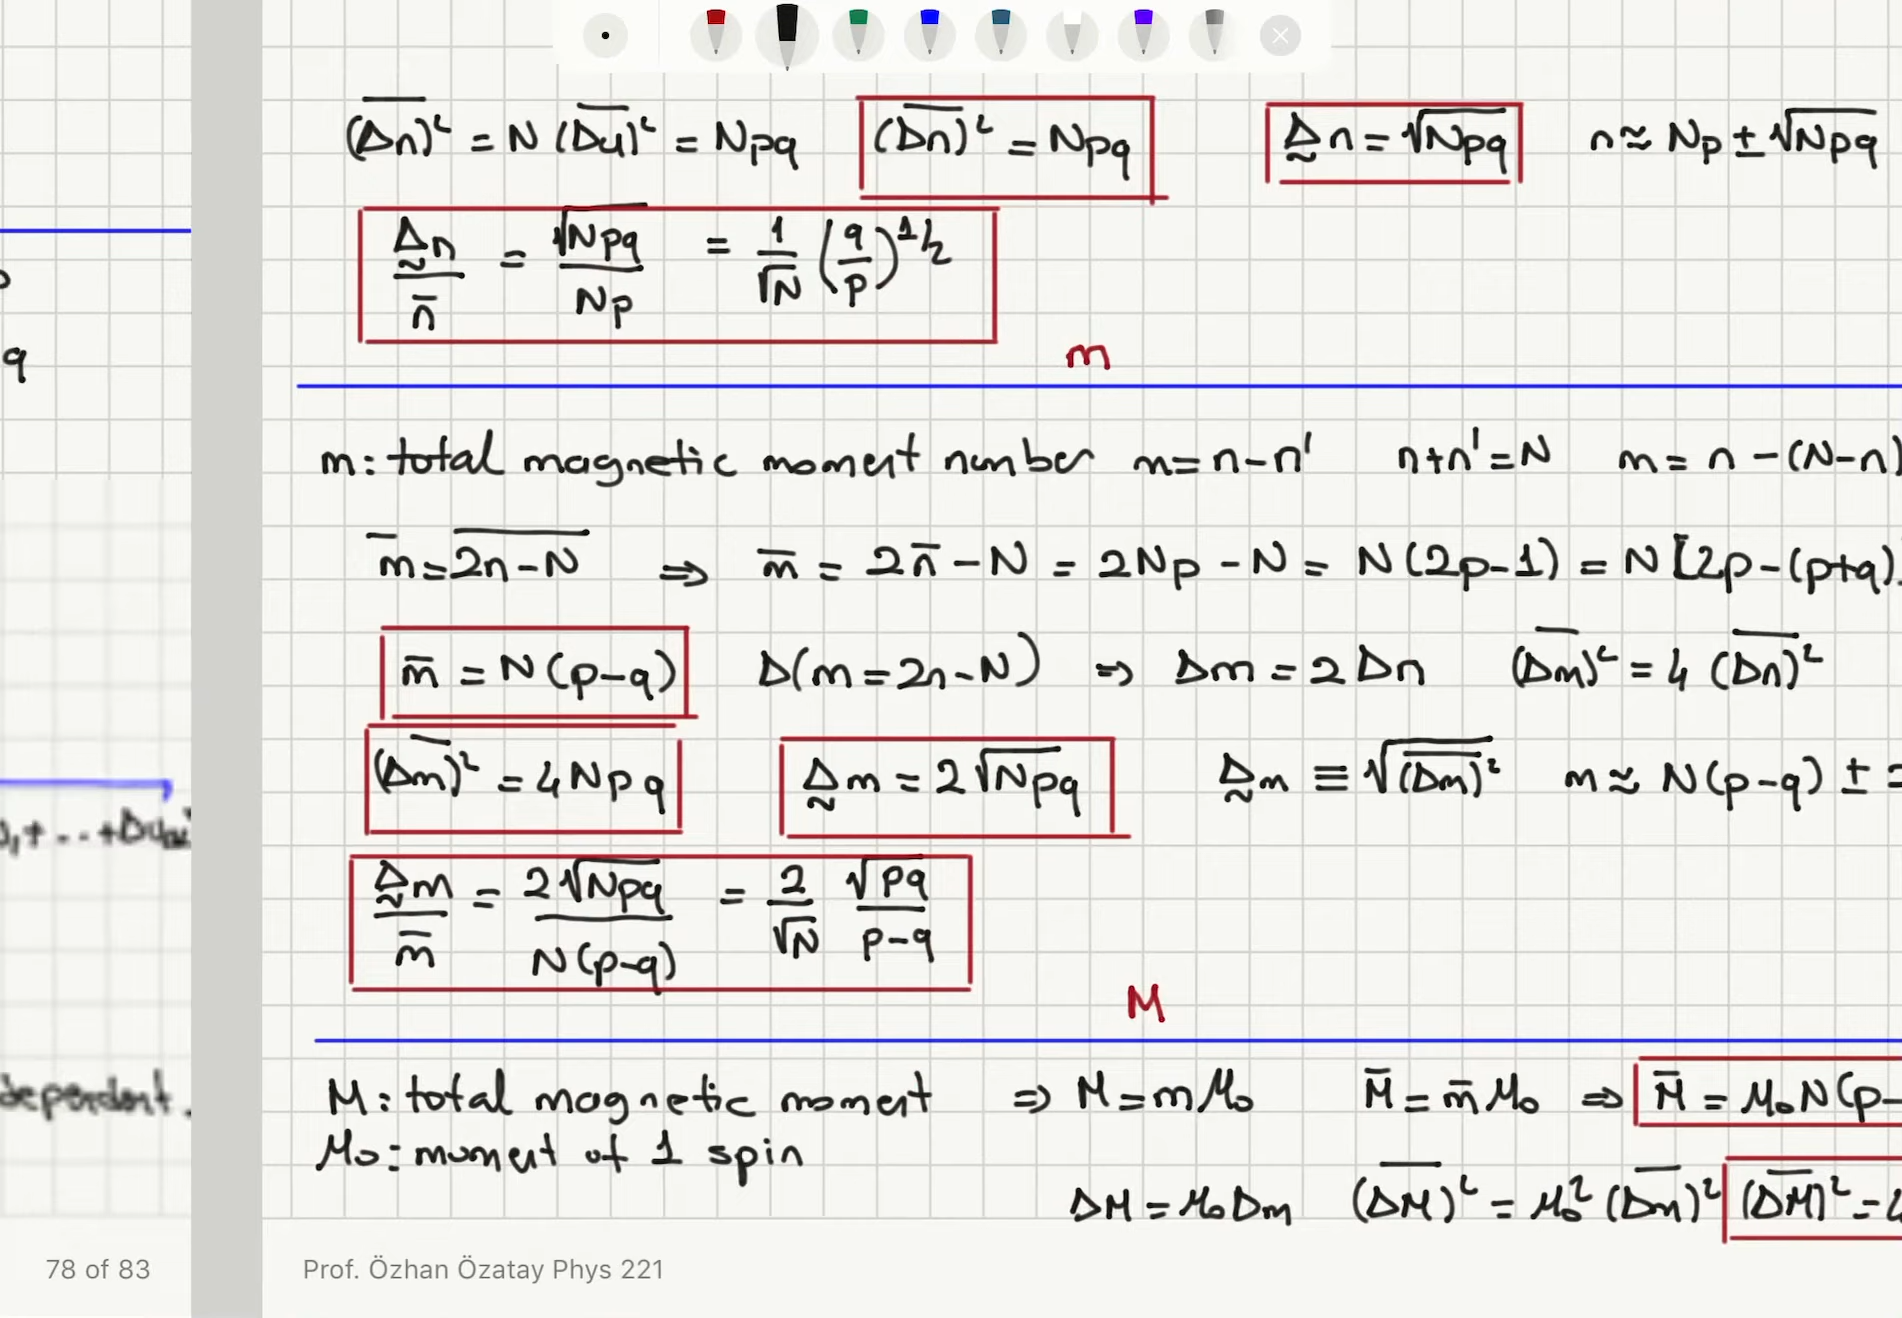 (Δn)² = N (Δu)² = Npq   (Δn)² = Npq   Δn = √Npq   n ≈ Np ± √Npq
Δn / n̄ = √Npq / Np = 1/√N (q/p)^1/2
q
m
m: total magnetic moment number   m = n - n'   n + n' = N   m = n - (N - n)
m̄ = 2n - N ⇒ m̄ = 2n̄ - N = 2Np - N = N(2p - 1) = N [2p - (p+q)
m̄ = N(p - q)   Δ(m = 2n - N) ⇒ Δm = 2Δn   (Δm)² = 4 (Δn)²
(Δm)² = 4Npq   Δm = 2√Npq   Δm ≡ √(Δm)²   m ≈ N(p - q) ±
+ .. + Δu
Δm / m̄ = 2√Npq / N(p - q) = 2/√N √pq / p - q
M
M: total magnetic moment ⇒ M = mμ₀   M̄ = m̄μ₀ ⇒ M̄ = μ₀N(p -
dependent.
μ₀: moment of 1 spin
ΔM = μ₀Δm   (ΔM)² = μ₀² (Δm)²   (ΔM)² = 4
78 of 83
Prof. Özhan Özatay Phys 221